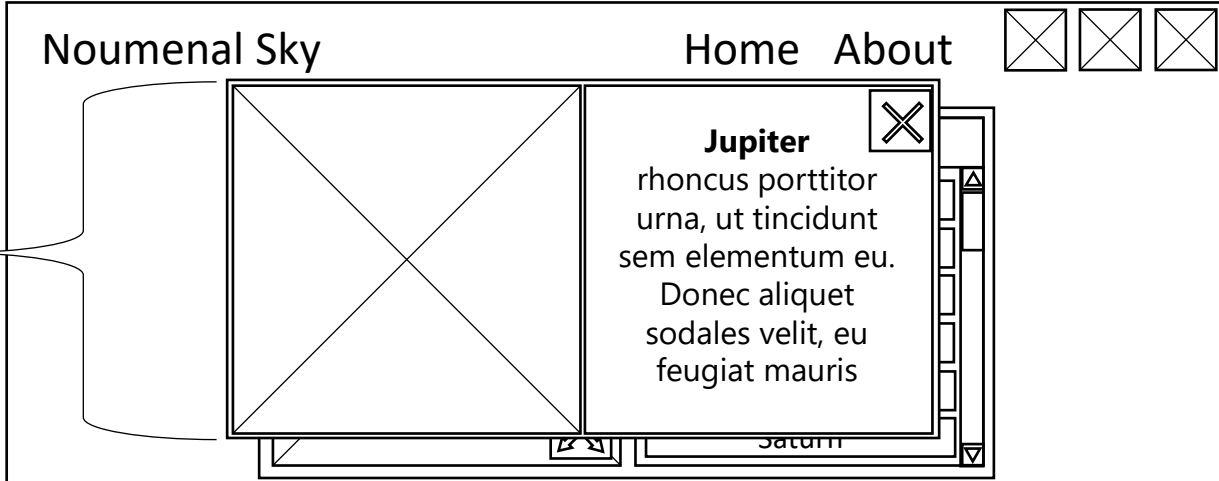 Noumenal Sky
Home About
Jupiter
rhoncus porttitor
urna, ut tincidunt
sem elementum eu.
Donec aliquet
sodales velit, eu
feugiat mauris
Saturn